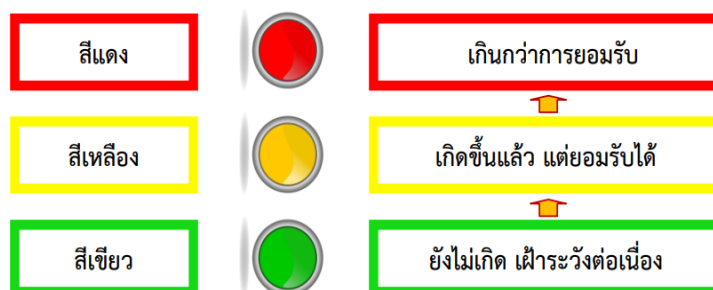 สีแดง
เกินกว่าการยอมรับ
สีเหลือง
เกิดขึ้นแล้ว แต่ยอมรับได้
สีเขียว
ยังไม่เกิด เฝ้าระวังต่อเนื่อง